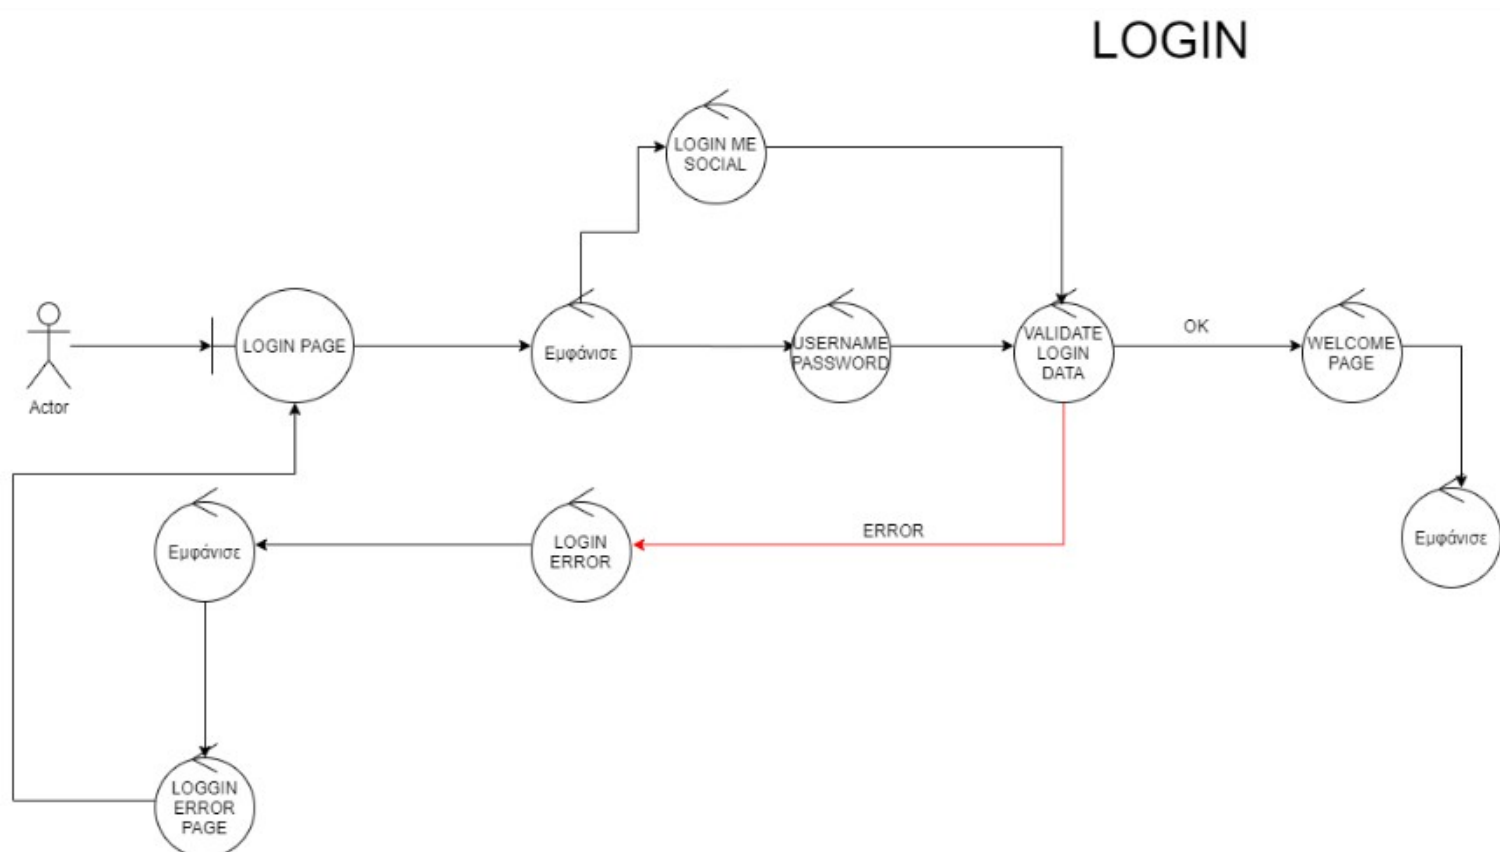 LOGIN
LOGIN ME
SOCIAL
Actor
LOGIN PAGE
Εμφάνισε
USERNAME
PASSWORD
VALIDATE
LOGIN
DATA
OK
WELCOME
PAGE
Εμφάνισε
ERROR
LOGIN
ERROR
Εμφάνισε
LOGGIN
ERROR
PAGE